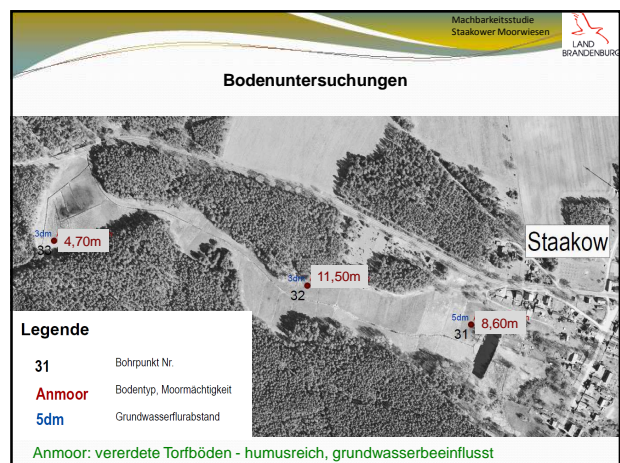 Machbarkeitsstudie
Staakower Moorwiesen
LAND
BRANDENBURG
Bodenuntersuchungen
3dm
4,70m
33
3dm
11,50m
32
Staakow
5dm
8,60m
31
Legende
31 Bohrpunkt Nr.
Anmoor Bodentyp, Moormächtigkeit
5dm Grundwasserflurabstand
Anmoor: vererdete Torfböden - humusreich, grundwasserbeeinflusst